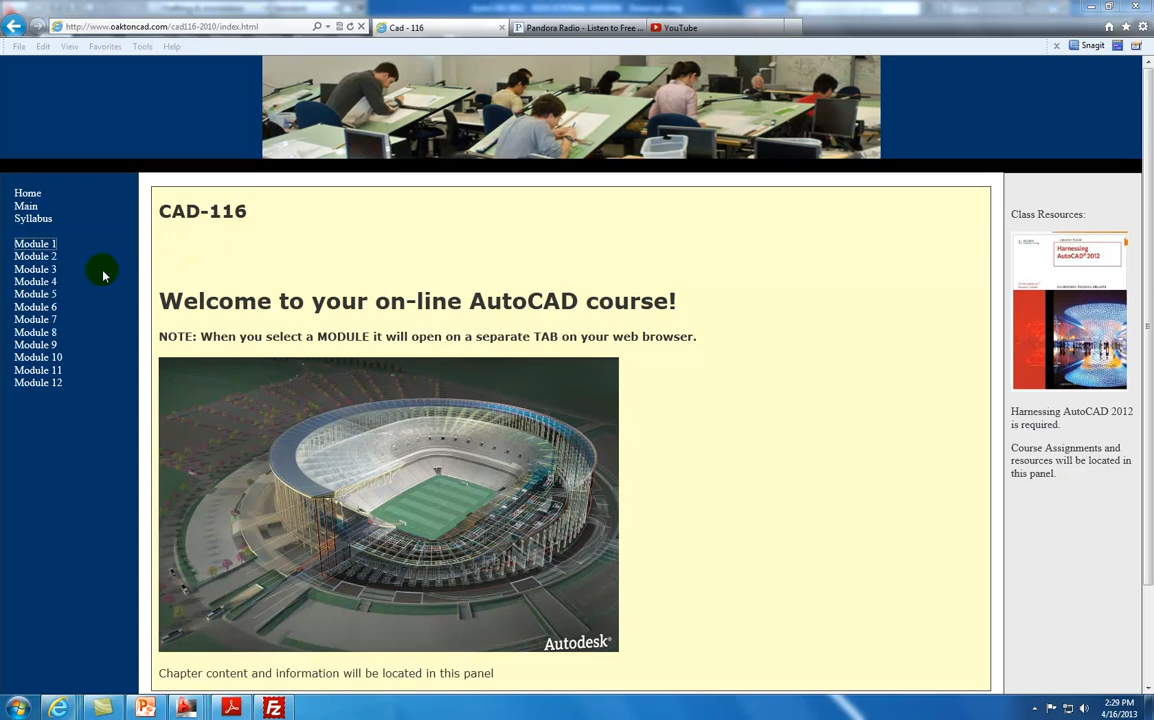 http://www.oaktoncad.com/cad116-2010/index.html
Cad - 116
Pandora Radio - Listen to Free ...
YouTube
File Edit View Favorites Tools Help
Snagit
Home
Main
Syllabus
Module 1
Module 2
Module 3
Module 4
Module 5
Module 6
Module 7
Module 8
Module 9
Module 10
Module 11
Module 12
CAD-116
Welcome to your on-line AutoCAD course!
NOTE: When you select a MODULE it will open on a separate TAB on your web browser.
Autodesk
Chapter content and information will be located in this panel
Class Resources:
Harnessing
AutoCAD 2012
Harnessing AutoCAD 2012
is required.
Course Assignments and
resources will be located in
this panel.
2:29 PM
4/16/2013